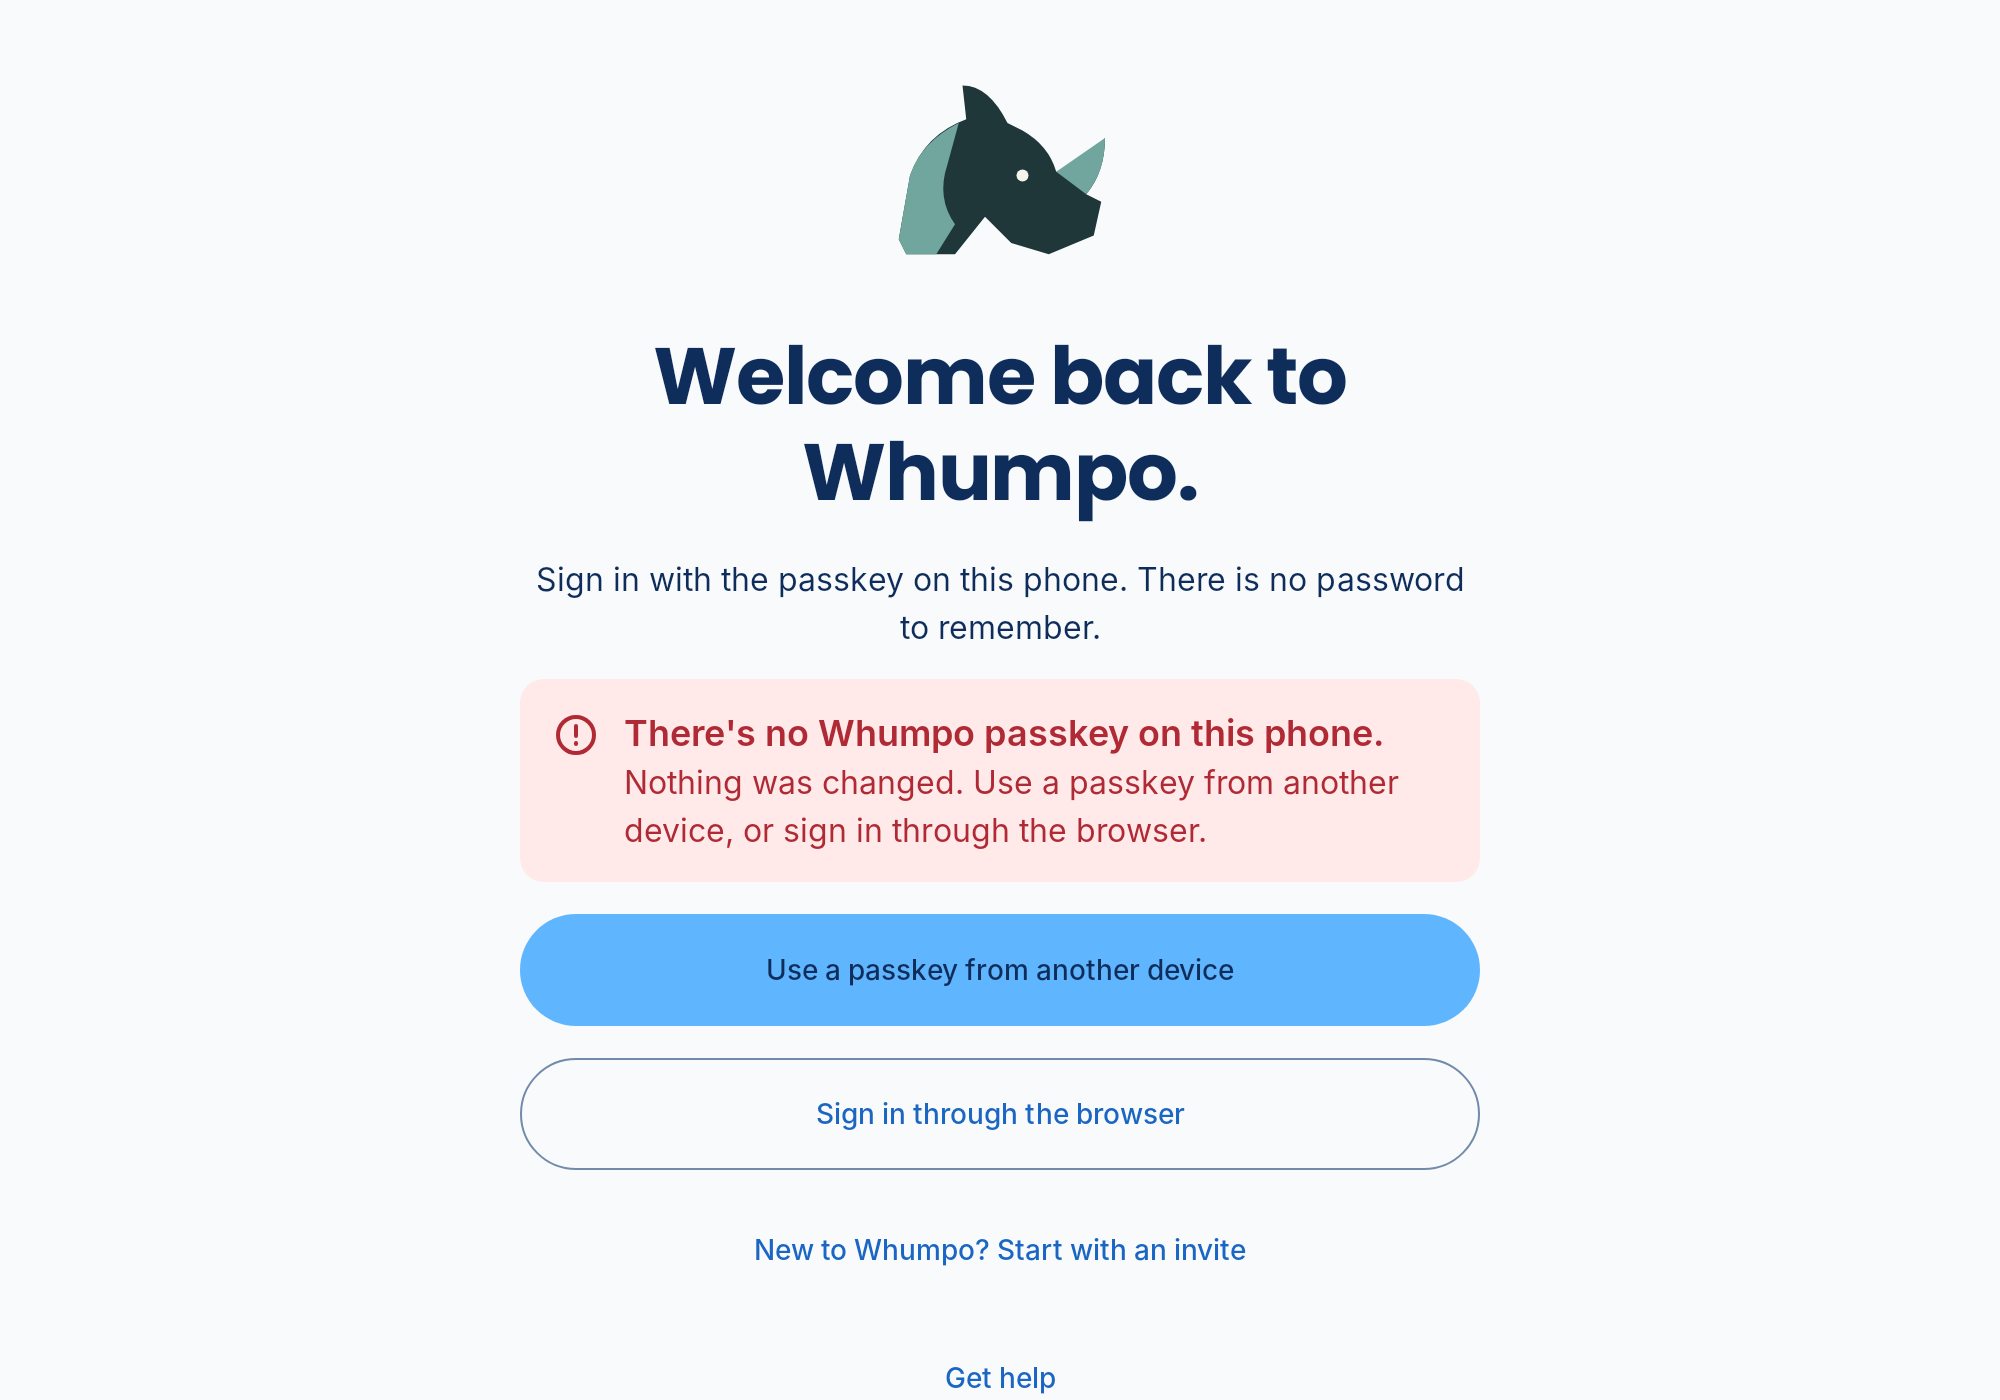 Welcome back to
Whumpo.
Sign in with the passkey on this phone. There is no password
to remember.
There's no Whumpo passkey on this phone.
Nothing was changed. Use a passkey from another
device, or sign in through the browser.
Use a passkey from another device
Sign in through the browser
New to Whumpo? Start with an invite
Get help